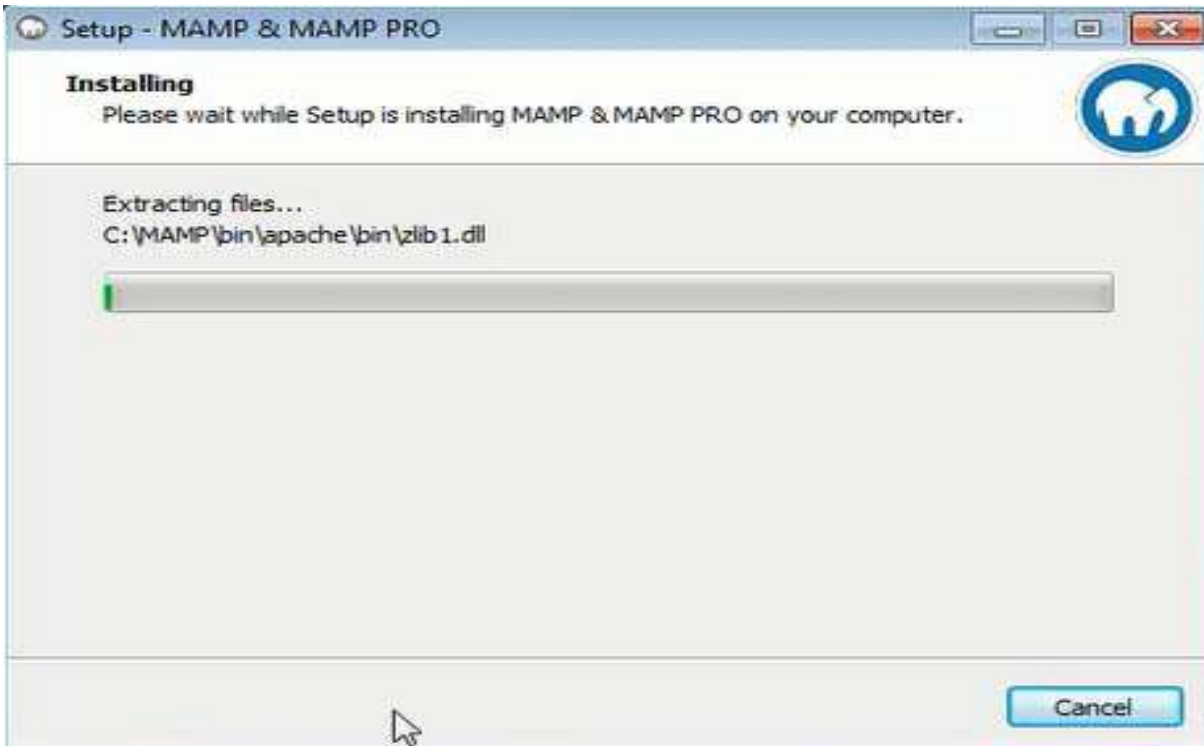 Setup - MAMP & MAMP PRO
Installing
Please wait while Setup is installing MAMP & MAMP PRO on your computer.
Extracting files...
C:\MAMP\bin\apache\bin\zlib1.dll
Cancel